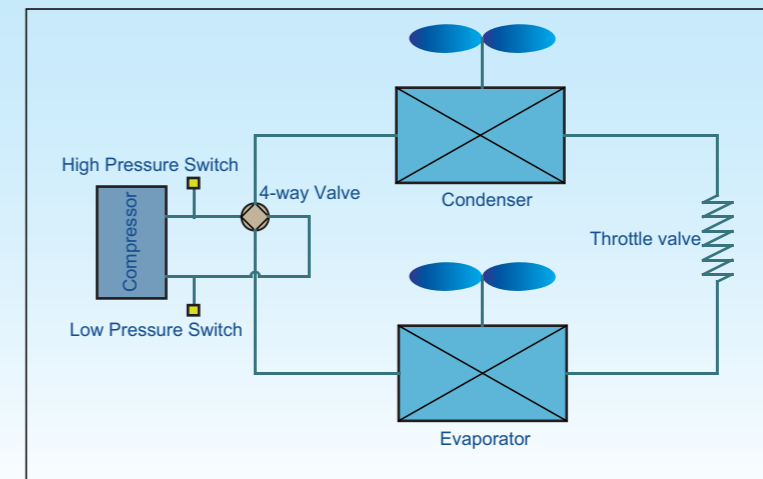 High Pressure Switch
4-way Valve
Condenser
Compressor
Throttle valve
Low Pressure Switch
Evaporator